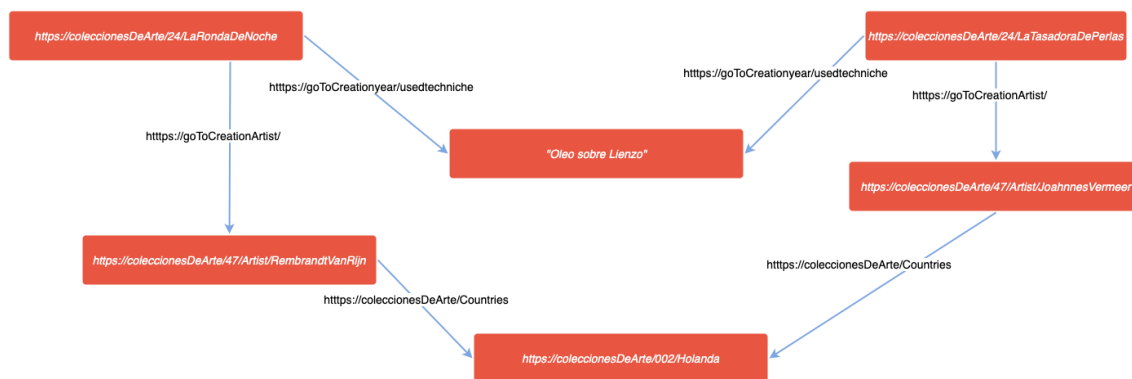 https://coleccionesDeArte/24/LaRondaDeNoche
https://coleccionesDeArte/24/LaTasadoraDePerlas
htttps://goToCreationyear/usedtechniche
htttps://goToCreationyear/usedtechniche
htttps://goToCreationArtist/
htttps://goToCreationArtist/
"Oleo sobre Lienzo"
https://coleccionesDeArte/47/Artist/JoahnnesVermeer
https://coleccionesDeArte/47/Artist/RembrandtVanRijn
htttps://coleccionesDeArte/Countries
htttps://coleccionesDeArte/Countries
https://coleccionesDeArte/002/Holanda